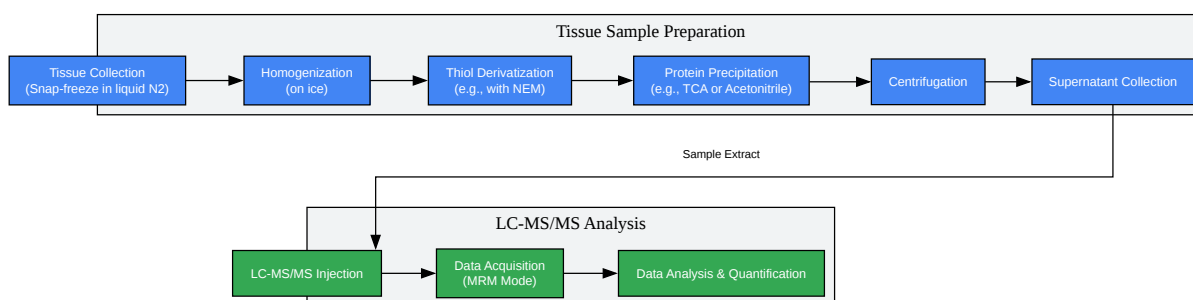 Tissue Sample Preparation
Tissue Collection
(Snap-freeze in liquid N2)
Homogenization
(on ice)
Thiol Derivatization
(e.g., with NEM)
Protein Precipitation
(e.g., TCA or Acetonitrile)
Centrifugation
Supernatant Collection
Sample Extract
LC-MS/MS Analysis
LC-MS/MS Injection
Data Acquisition
(MRM Mode)
Data Analysis & Quantification